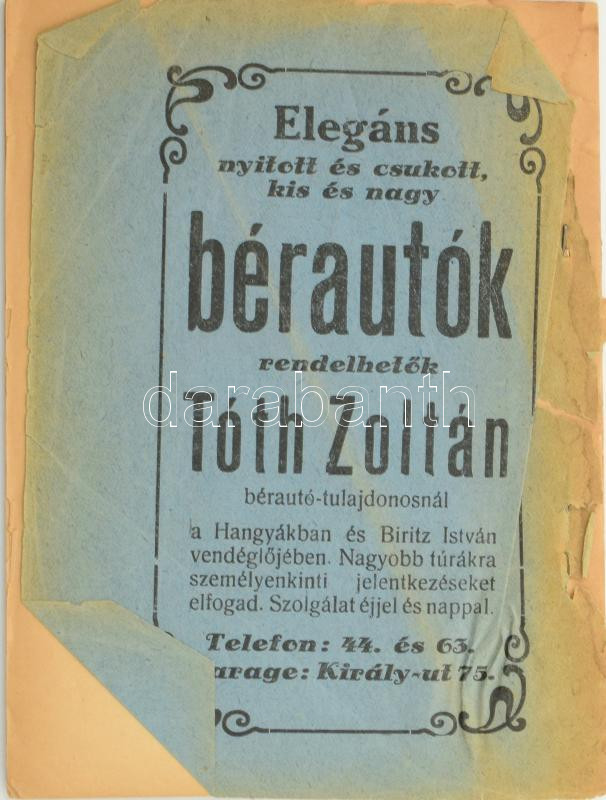 Elegáns
nyitott és csukott,
kis és nagy
bérautók
rendelhetők
darabanth
Tóth Zoltán
bérautó-tulajdonosnál
a Hangyákban és Biritz István
vendéglőjében. Nagyobb túrákra
személyenkinti jelentkezéseket
elfogad. Szolgálat éjjel és nappal.
Telefon: 44. és 63.
arage: Király-ut 75.